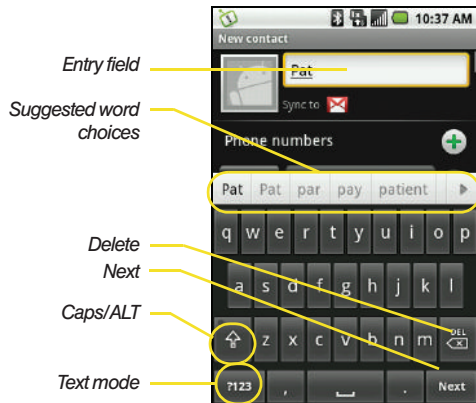 10:37 AM
New contact
Entry field
Pat
Sync to
Suggested word
choices
Phone numbers
Pat Pat par pay patient
q w e r t y u i o p
Delete
a s d f g h j k l
Next
Caps/ALT
z x c v b n m DEL
Text mode
?123 , . Next